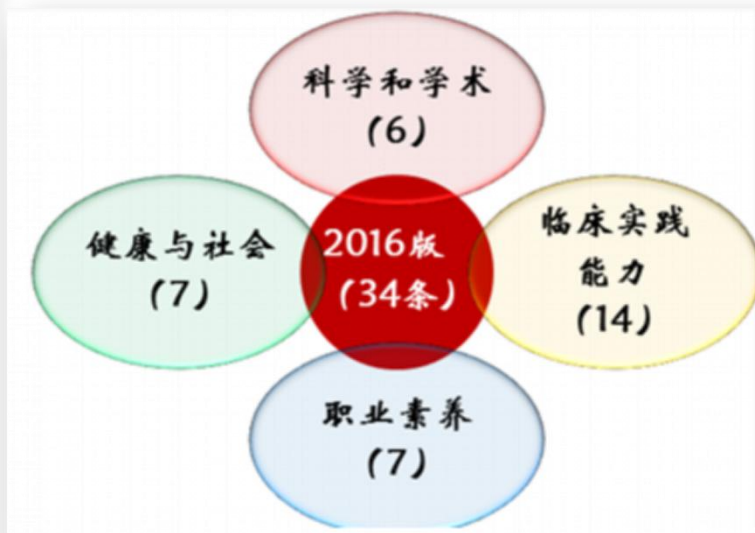 科学和学术
(6)
健康与社会
(7)
2016版
(34条)
临床实践
能力
(14)
职业素养
(7)